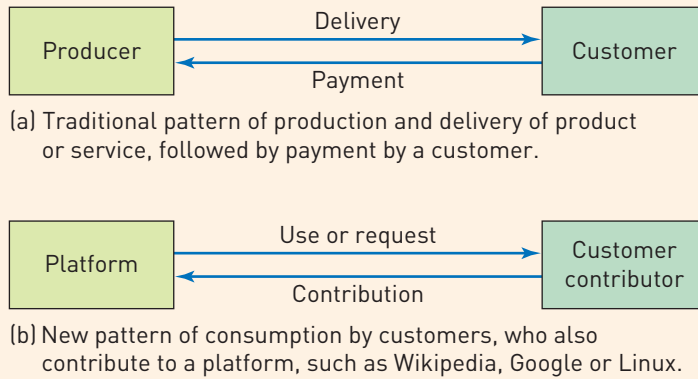 Delivery
Producer
Customer
Payment
(a) Traditional pattern of production and delivery of product
or service, followed by payment by a customer.
Use or request
Platform
Customer
contributor
Contribution
(b) New pattern of consumption by customers, who also
contribute to a platform, such as Wikipedia, Google or Linux.